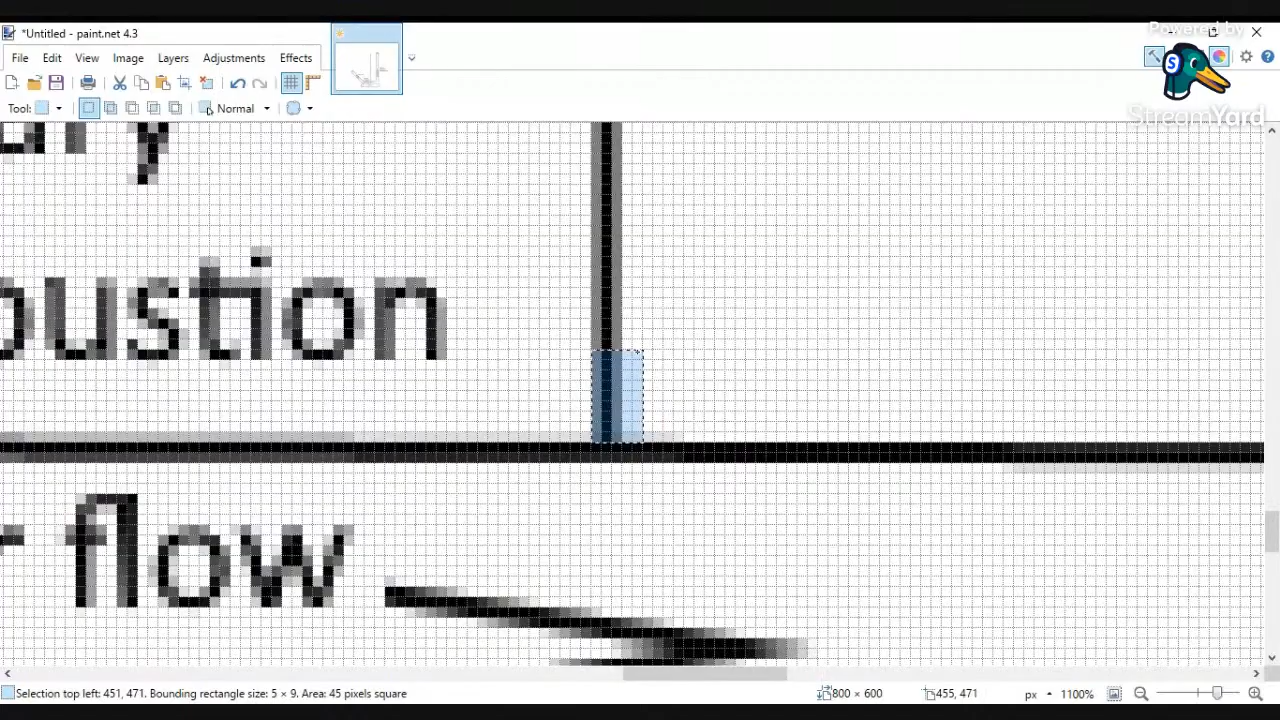 *Untitled - paint.net 4.3
Powered by
File Edit View Image Layers Adjustments Effects
StreamYard
Tool: Normal
y
bustion
r flow
Selection top left: 451, 471. Bounding rectangle size: 5 × 9. Area: 45 pixels square
800 × 600
455, 471
px
1100%